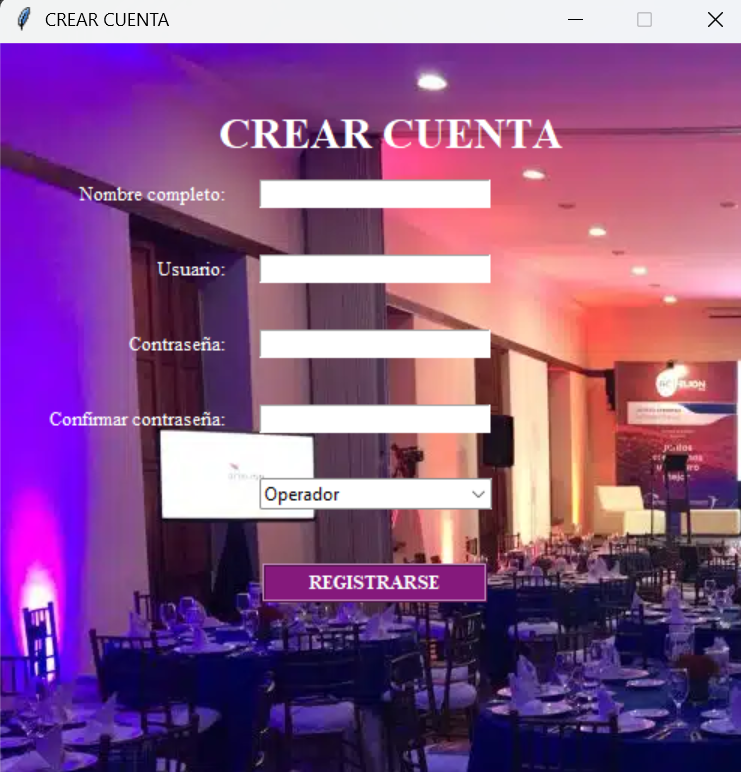 CREAR CUENTA
CREAR CUENTA
Nombre completo:
Usuario:
Contraseña:
Confirmar contraseña:
Operador
REGISTRARSE